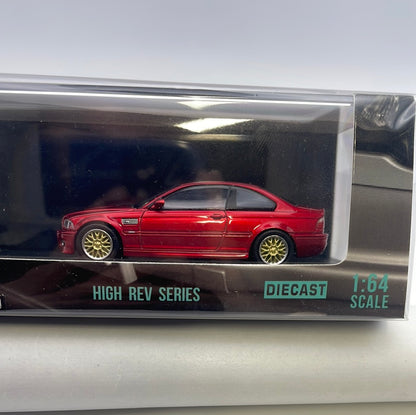 HIGH REV SERIES
DIECAST
1:64
SCALE